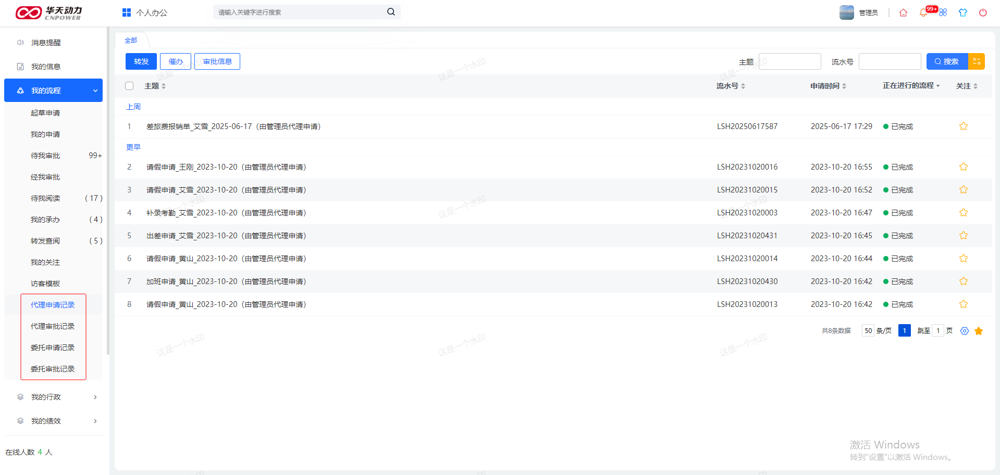 华天动力
CNPOWER
个人办公
请输入关键字进行搜索
管理员
99+
消息提醒
我的信息
我的流程
起草申请
我的申请
待我审批 99+
经我审批
待我阅读 ( 17 )
我的承办 ( 4 )
转发查阅 ( 5 )
我的关注
访客模板
代理申请记录
代理审批记录
委托申请记录
委托审批记录
我的行政
我的绩效
在线人数 4 人
全部
转发 催办 审批信息 主题 流水号 搜索
主题 流水号 申请时间 正在进行的流程 关注
上周
1 差旅费报销单_艾雪_2025-06-17（由管理员代理申请） LSH20250617587 2025-06-17 17:29 已完成
更早
2 请假申请_王刚_2023-10-20（由管理员代理申请） LSH20231020016 2023-10-20 16:55 已完成
3 请假申请_艾雪_2023-10-20（由管理员代理申请） LSH20231020015 2023-10-20 16:52 已完成
4 补录考勤_艾雪_2023-10-20（由管理员代理申请） LSH20231020003 2023-10-20 16:47 已完成
5 出差申请_艾雪_2023-10-20（由管理员代理申请） LSH20231020431 2023-10-20 16:45 已完成
6 请假申请_黄山_2023-10-20（由管理员代理申请） LSH20231020014 2023-10-20 16:44 已完成
7 加班申请_黄山_2023-10-20（由管理员代理申请） LSH20231020430 2023-10-20 16:42 已完成
8 请假申请_黄山_2023-10-20（由管理员代理申请） LSH20231020013 2023-10-20 16:42 已完成
共8条数据 50 条/页 1 跳至 1 页
这是一个水印
这是一个水印
这是一个水印
这是一个水印
这是一个水印
这是一个水印
这是一个水印
这是一个水印
这是一个水印
激活 Windows
转到"设置"以激活 Windows。